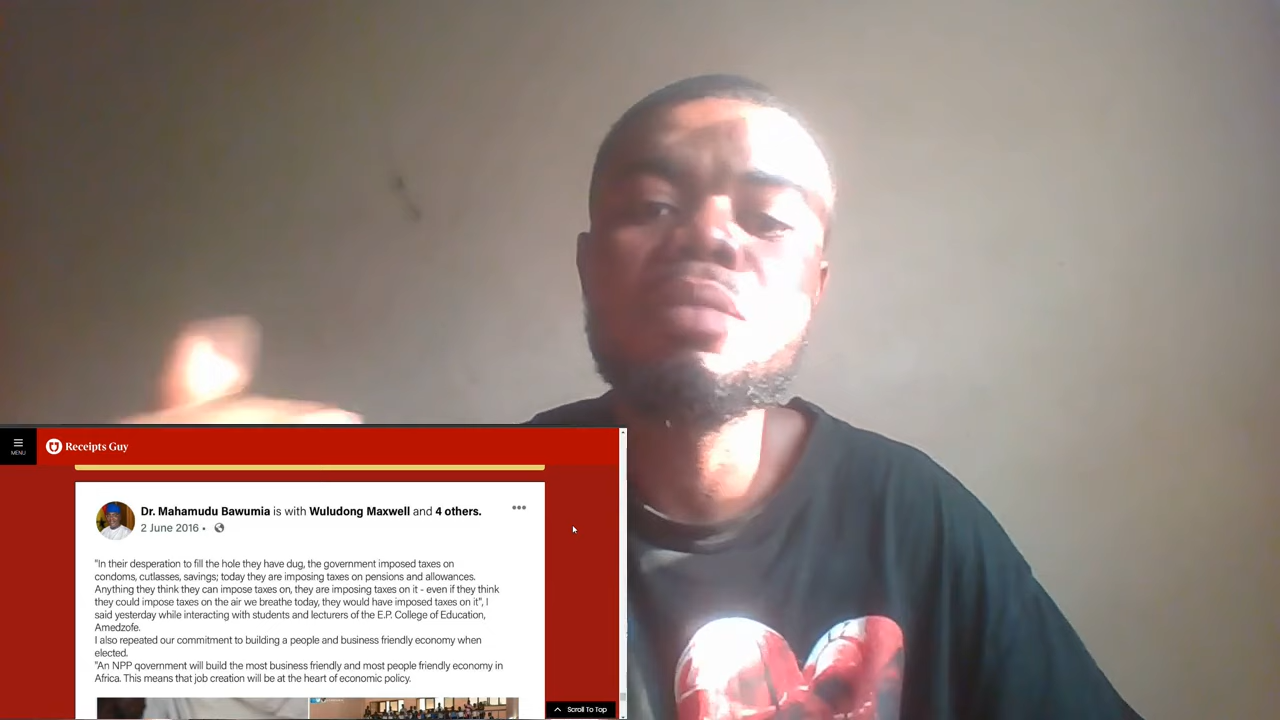 MENU
Receipts Guy
Dr. Mahamudu Bawumia is with Wuludong Maxwell and 4 others.
2 June 2016 •
"In their desperation to fill the hole they have dug, the government imposed taxes on
condoms, cutlasses, savings; today they are imposing taxes on pensions and allowances.
Anything they think they can impose taxes on, they are imposing taxes on it - even if they think
they could impose taxes on the air we breathe today, they would have imposed taxes on it", I
said yesterday while interacting with students and lecturers of the E.P. College of Education,
Amedzofe.
I also repeated our commitment to building a people and business friendly economy when
elected.
"An NPP government will build the most business friendly and most people friendly economy in
Africa. This means that job creation will be at the heart of economic policy.
Scroll To Top